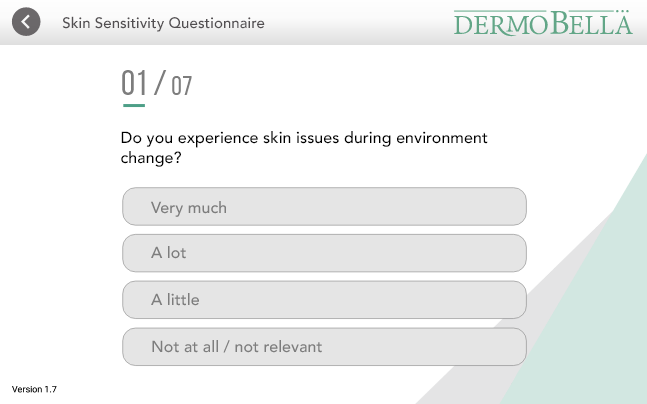 Skin Sensitivity Questionnaire
DERMOBELLA
01 / 07
Do you experience skin issues during environment
change?
Very much
A lot
A little
Not at all / not relevant
Version 1.7